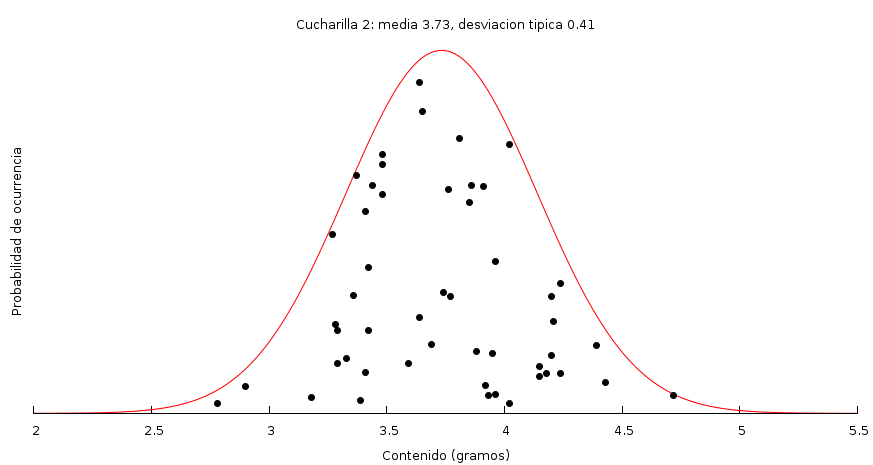 Cucharilla 2: media 3.73, desviacion tipica 0.41
Probabilidad de ocurrencia
2 2.5 3 3.5 4 4.5 5 5.5
Contenido (gramos)